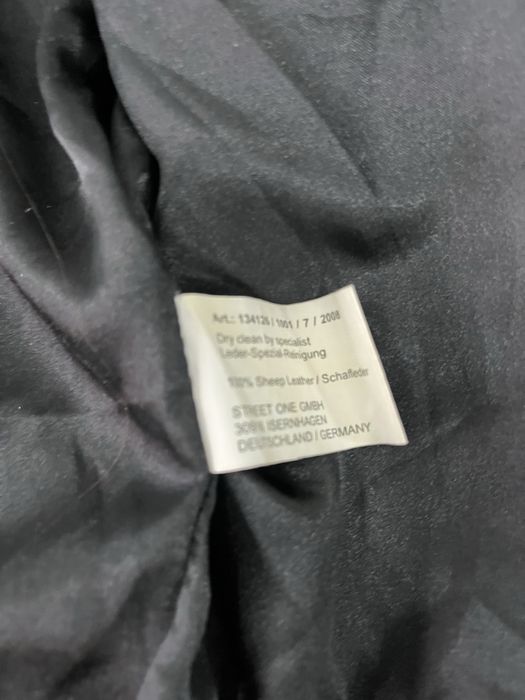 Art.: 134126 / 1001 / 7 / 2008
Dry clean by specialist
Leder-Spezial-Reinigung
100% Sheep Leather / Schafleder
STREET ONE GMBH
ISERNHAGEN
DEUTSCHLAND / GERMANY